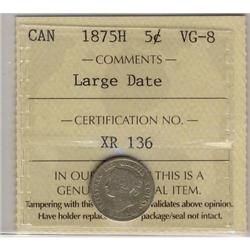 CAN 1875H 5¢ VG-8
COMMENTS
Large Date
CERTIFICATION NO.
XR 136
IN OU THIS IS A
GENU AL ITEM.
Tampering with this validates above opinion.
Have holder replac package/seal not intact.